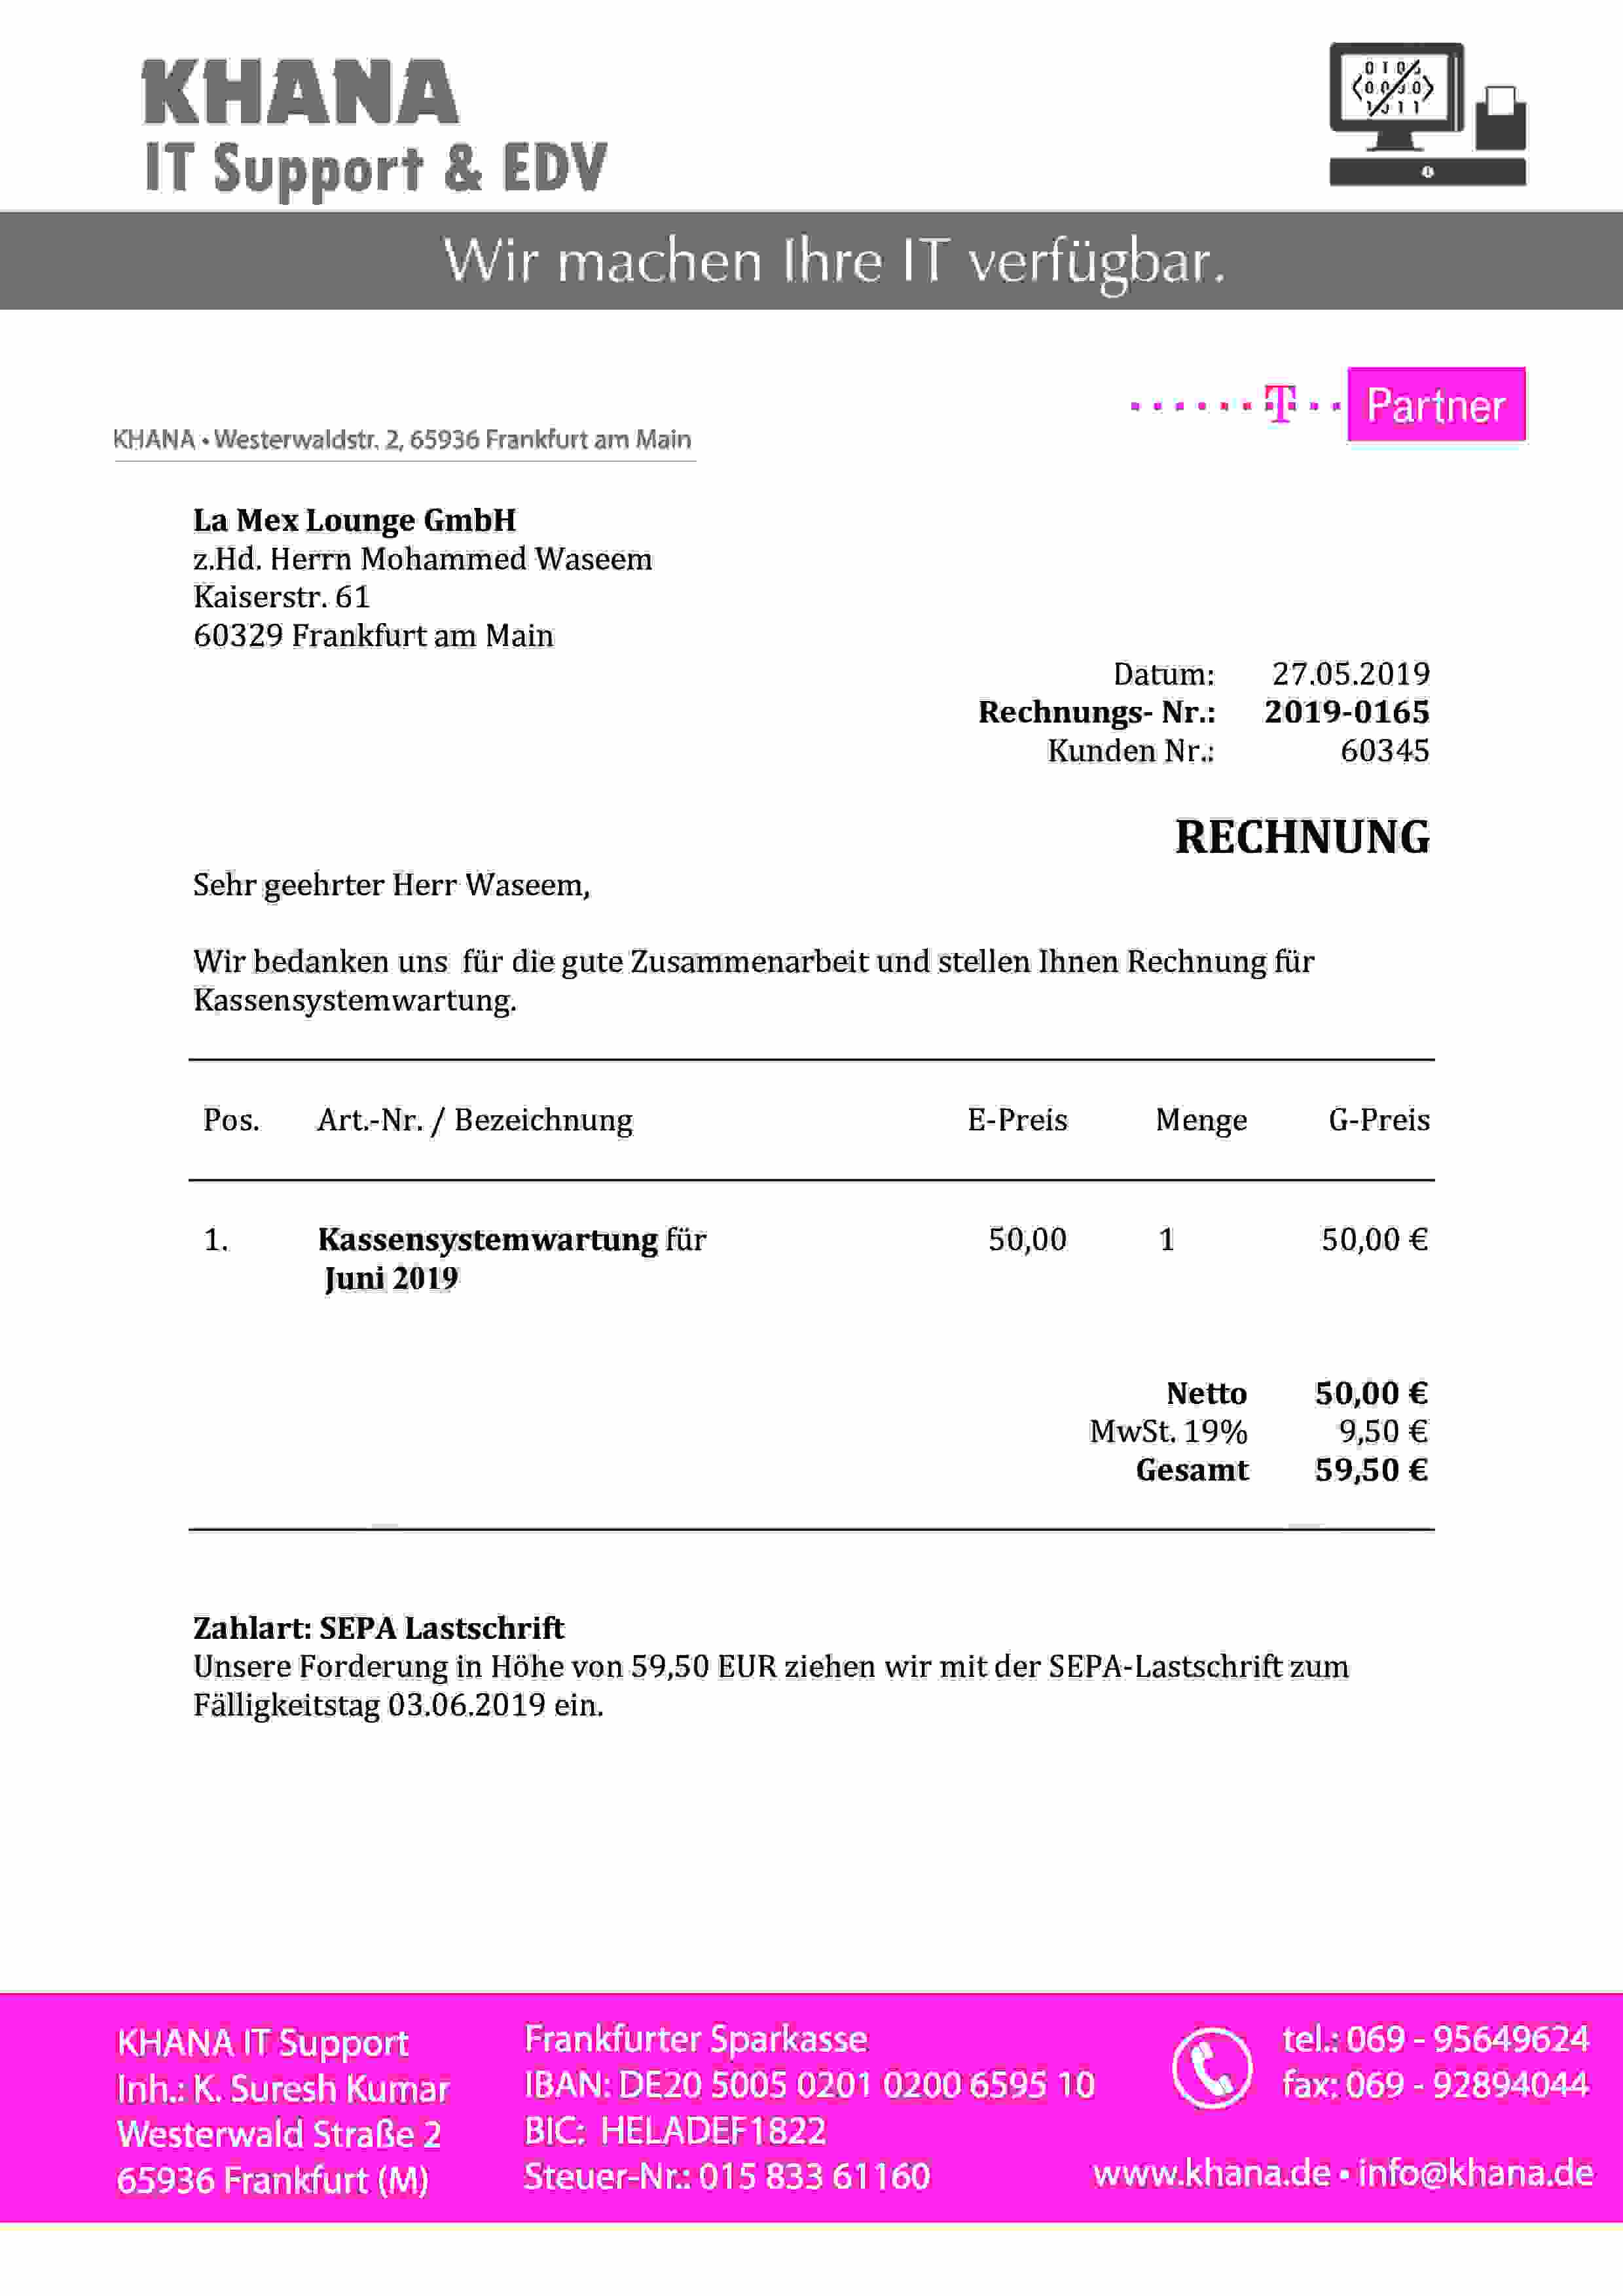 KHANA
IT Support & EDV
Wir machen Ihre IT verfügbar.
T Partner
KHANA • Westerwaldstr. 2, 65936 Frankfurt am Main
La Mex Lounge GmbH
z.Hd. Herrn Mohammed Waseem
Kaiserstr. 61
60329 Frankfurt am Main
Datum: 27.05.2019
Rechnungs- Nr.: 2019-0165
Kunden Nr.: 60345
RECHNUNG
Sehr geehrter Herr Waseem,
Wir bedanken uns für die gute Zusammenarbeit und stellen Ihnen Rechnung für
Kassensystemwartung.
Pos. Art.-Nr. / Bezeichnung E-Preis Menge G-Preis
1. Kassensystemwartung für 50,00 1 50,00 €
Juni 2019
Netto 50,00 €
MwSt. 19% 9,50 €
Gesamt 59,50 €
Zahlart: SEPA Lastschrift
Unsere Forderung in Höhe von 59,50 EUR ziehen wir mit der SEPA-Lastschrift zum
Fälligkeitstag 03.06.2019 ein.
KHANA IT Support
Inh.: K. Suresh Kumar
Westerwald Straße 2
65936 Frankfurt (M)
Frankfurter Sparkasse
IBAN: DE20 5005 0201 0200 6595 10
BIC: HELADEF1822
Steuer-Nr.: 015 833 61160
tel.: 069 - 95649624
fax: 069 - 92894044
www.khana.de • info@khana.de